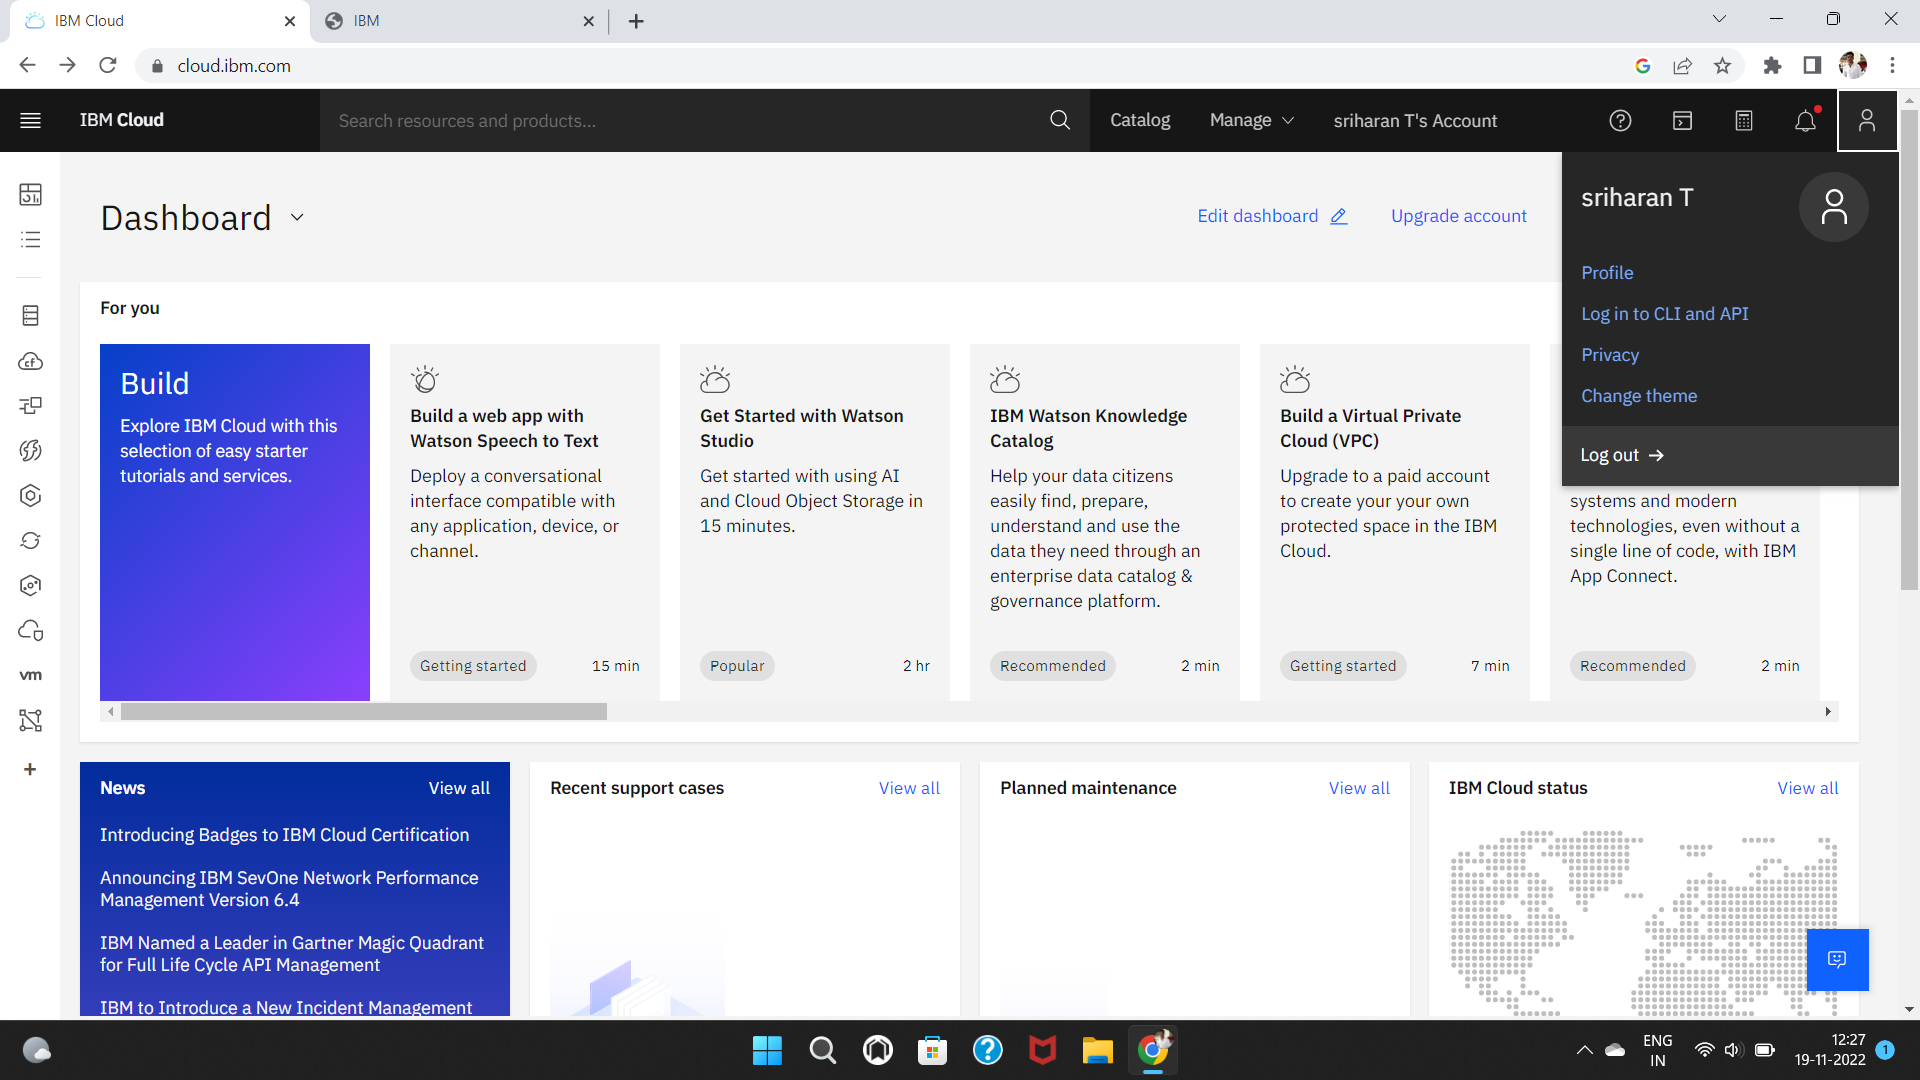 IBM Cloud
IBM
cloud.ibm.com
IBM Cloud
Search resources and products...
Catalog
Manage
sriharan T's Account
sriharan T
Profile
Log in to CLI and API
Privacy
Change theme
Log out
Dashboard
Edit dashboard
Upgrade account
For you
Build
Explore IBM Cloud with this
selection of easy starter
tutorials and services.
Build a web app with
Watson Speech to Text
Deploy a conversational
interface compatible with
any application, device, or
channel.
Getting started
15 min
Get Started with Watson
Studio
Get started with using AI
and Cloud Object Storage in
15 minutes.
Popular
2 hr
IBM Watson Knowledge
Catalog
Help your data citizens
easily find, prepare,
understand and use the
data they need through an
enterprise data catalog &
governance platform.
Recommended
2 min
Build a Virtual Private
Cloud (VPC)
Upgrade to a paid account
to create your your own
protected space in the IBM
Cloud.
Getting started
7 min
systems and modern
technologies, even without a
single line of code, with IBM
App Connect.
Recommended
2 min
cf
vm
News
View all
Introducing Badges to IBM Cloud Certification
Announcing IBM SevOne Network Performance
Management Version 6.4
IBM Named a Leader in Gartner Magic Quadrant
for Full Life Cycle API Management
IBM to Introduce a New Incident Management
Recent support cases
View all
Planned maintenance
View all
IBM Cloud status
View all
ENG
IN
12:27
19-11-2022
1